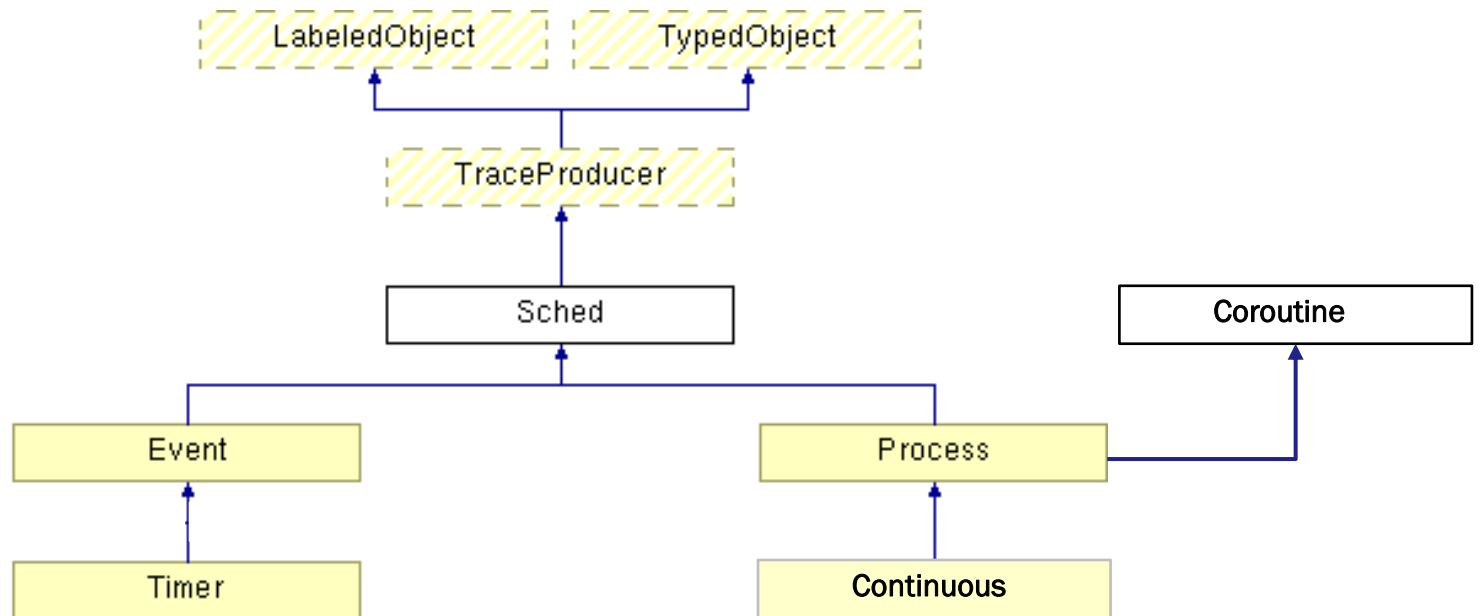 LabeledObject
TypedObject
TraceProducer
Sched
Coroutine
Event
Process
Timer
Continuous